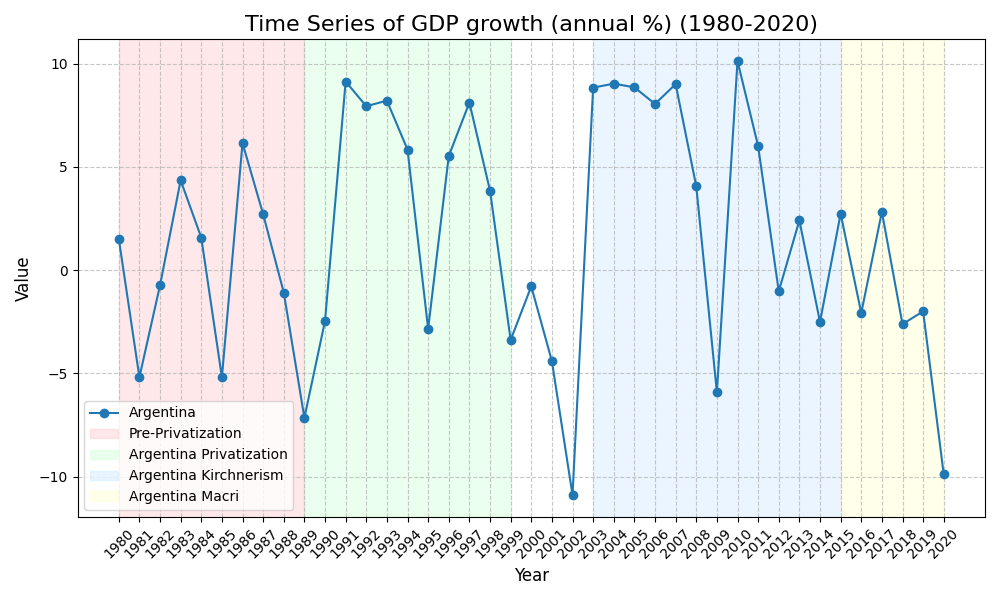 Time Series of GDP growth (annual %) (1980-2020)
Value
10
5
0
−5
−10
Argentina
Pre-Privatization
Argentina Privatization
Argentina Kirchnerism
Argentina Macri
1980 1981 1982 1983 1984 1985 1986 1987 1988 1989 1990 1991 1992 1993 1994 1995 1996 1997 1998 1999 2000 2001 2002 2003 2004 2005 2006 2007 2008 2009 2010 2011 2012 2013 2014 2015 2016 2017 2018 2019 2020
Year